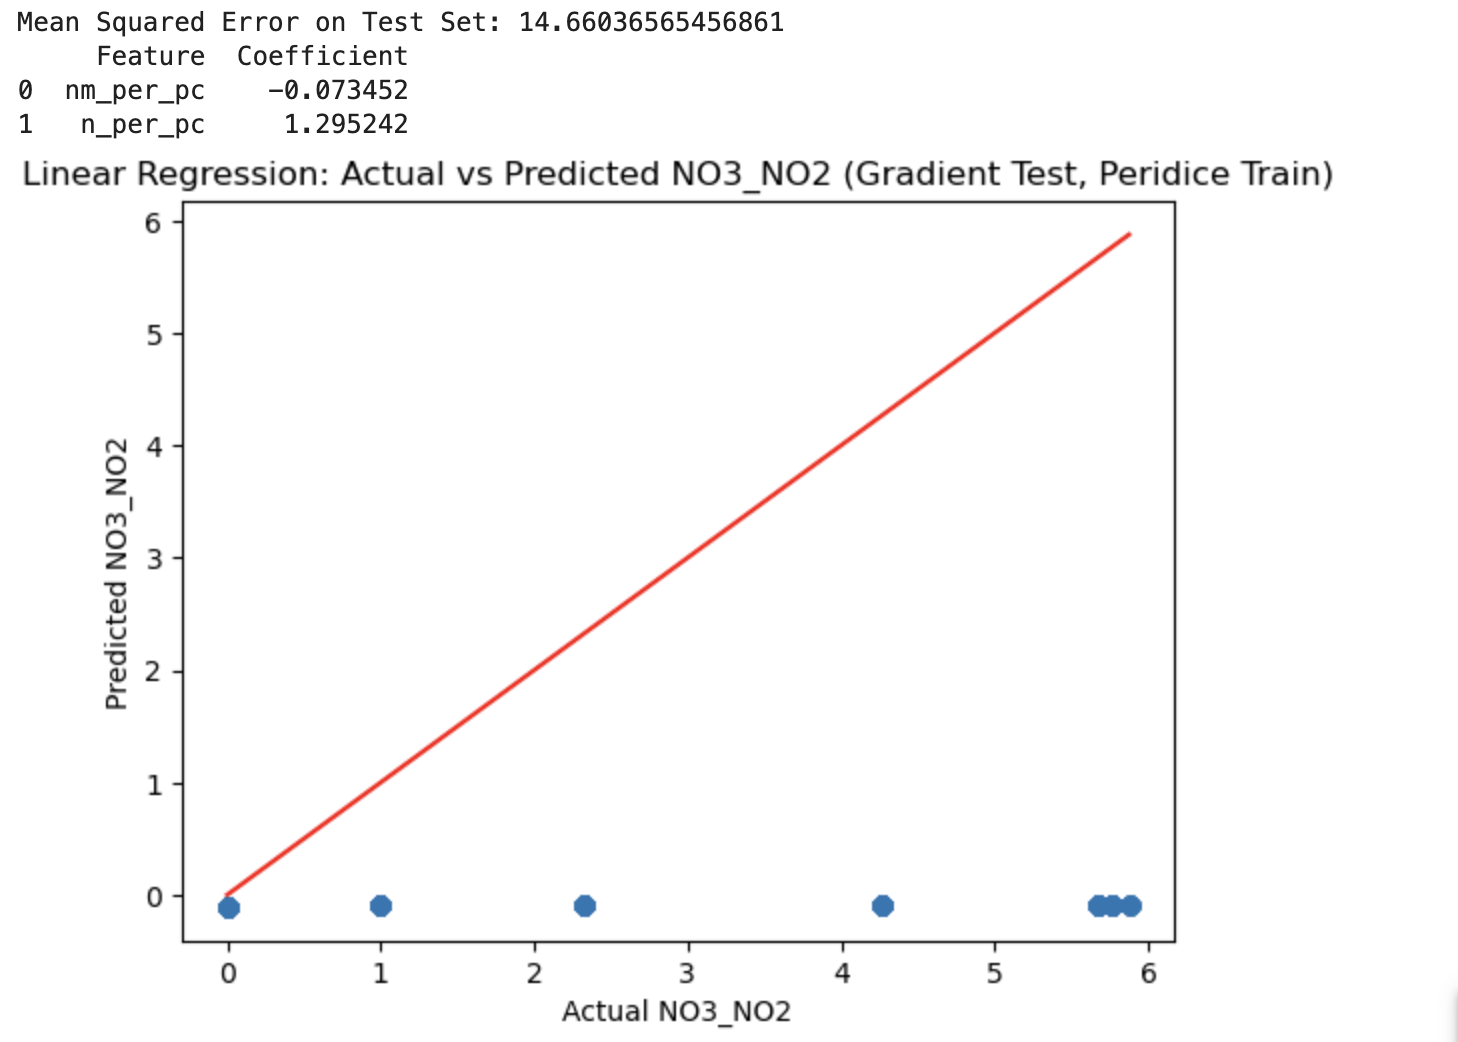 Mean Squared Error on Test Set: 14.66036565456861
Feature Coefficient
0 nm_per_pc -0.073452
1 n_per_pc 1.295242
Linear Regression: Actual vs Predicted NO3_NO2 (Gradient Test, Peridice Train)
Predicted NO3_NO2
6
5
4
3
2
1
0
0 1 2 3 4 5 6
Actual NO3_NO2